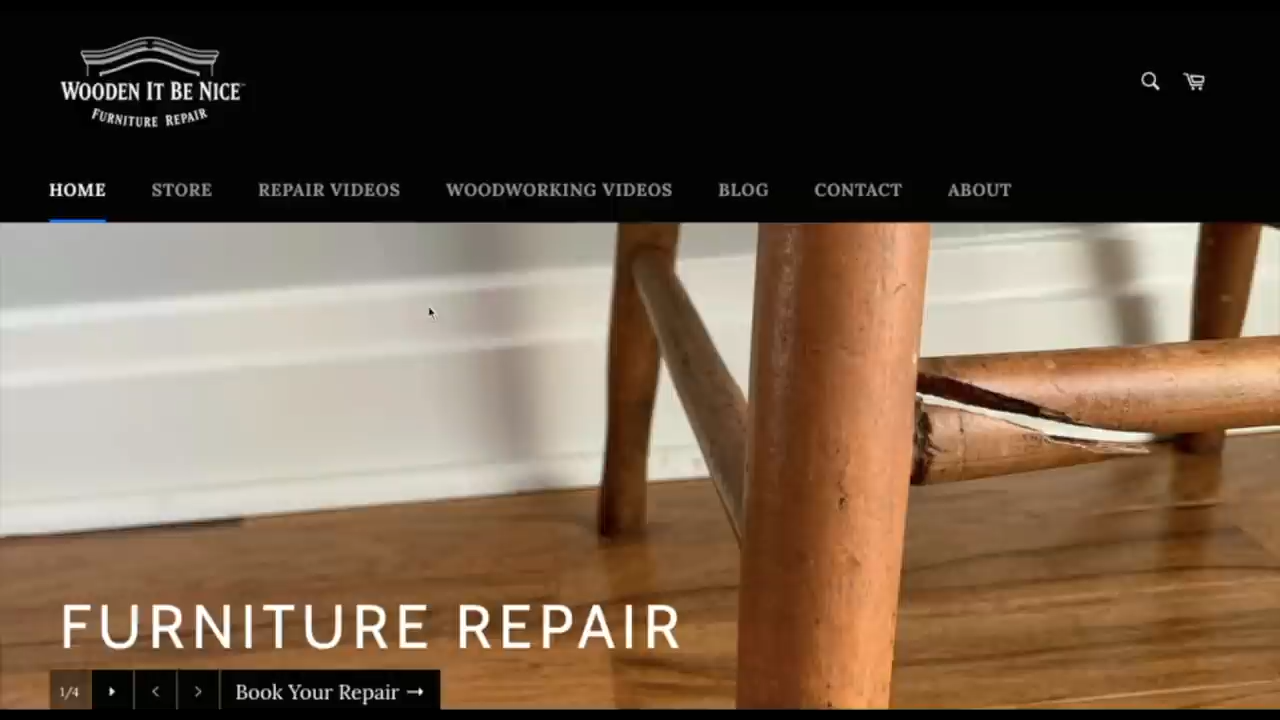 WOODEN IT BE NICE
FURNITURE REPAIR
HOME STORE REPAIR VIDEOS WOODWORKING VIDEOS BLOG CONTACT ABOUT
FURNITURE REPAIR
1/4 Book Your Repair →